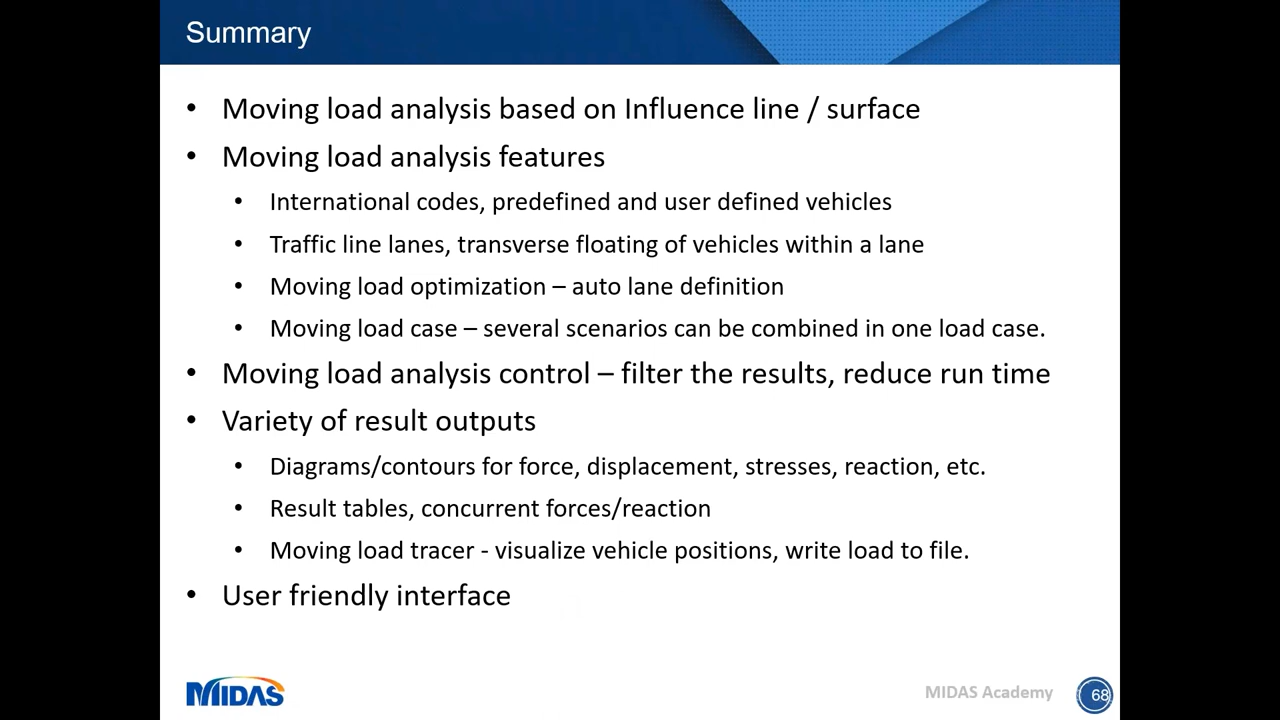 Summary
• Moving load analysis based on Influence line / surface
• Moving load analysis features
• International codes, predefined and user defined vehicles
• Traffic line lanes, transverse floating of vehicles within a lane
• Moving load optimization – auto lane definition
• Moving load case – several scenarios can be combined in one load case.
• Moving load analysis control – filter the results, reduce run time
• Variety of result outputs
• Diagrams/contours for force, displacement, stresses, reaction, etc.
• Result tables, concurrent forces/reaction
• Moving load tracer - visualize vehicle positions, write load to file.
• User friendly interface
MIDAS
MIDAS Academy
68